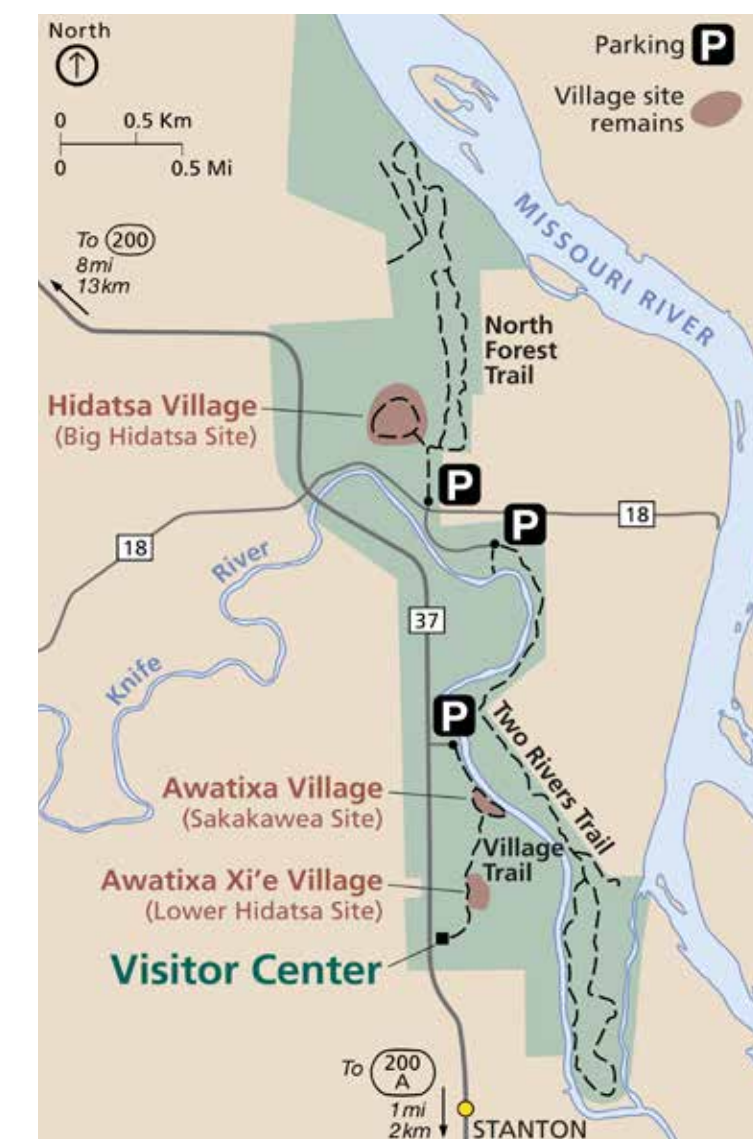 North
Parking P
0 0.5 Km
0 0.5 Mi
Village site
remains
To 200
8mi
13km
MISSOURI RIVER
North
Forest
Trail
Hidatsa Village
(Big Hidatsa Site)
P
P
18
18
River
Knife
37
P
Two Rivers Trail
Awatixa Village
(Sakakawea Site)
Village
Trail
Awatixa Xi'e Village
(Lower Hidatsa Site)
Visitor Center
To 200
A
1mi
2km
STANTON